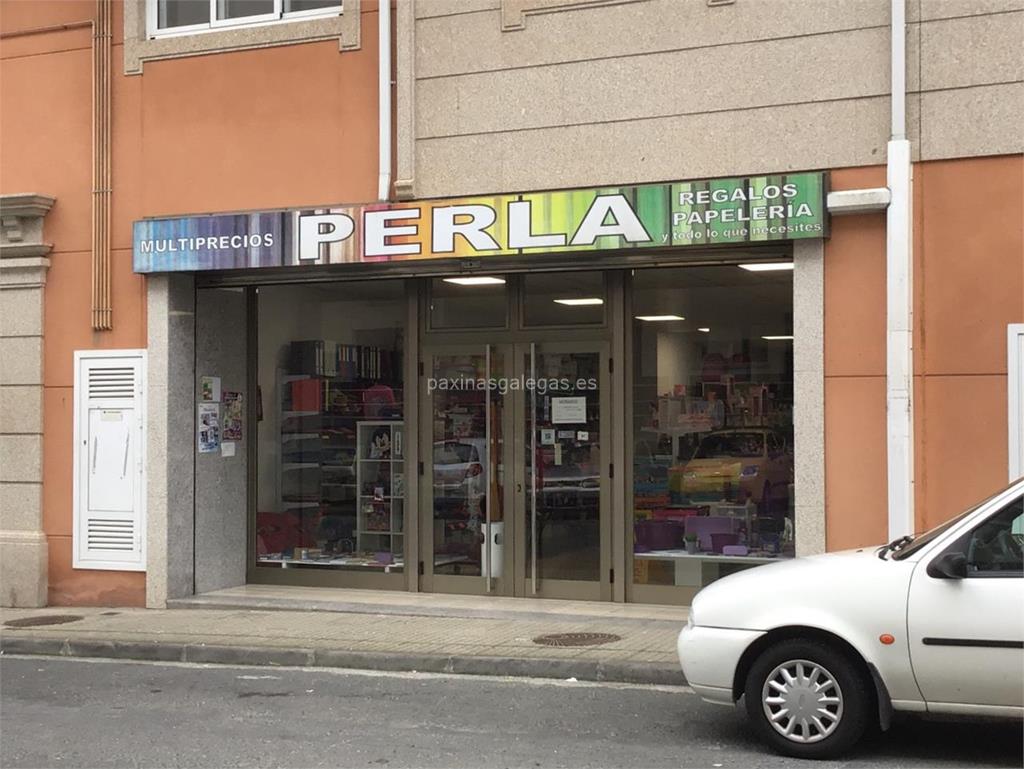 MULTIPRECIOS
PERLA
REGALOS
PAPELERÍA
y todo lo que necesites
paxinasgalegas.es